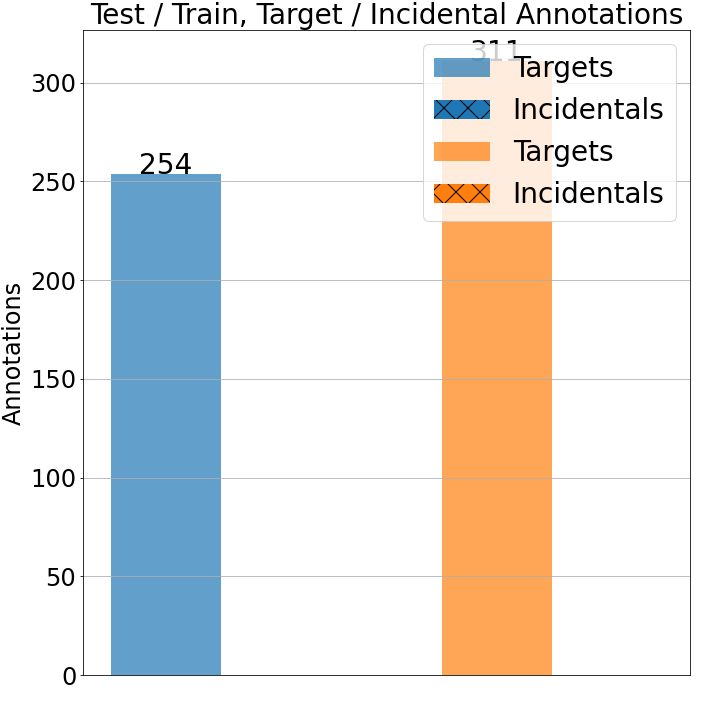 Test / Train, Target / Incidental Annotations
311
Targets
Incidentals
Targets
Incidentals
254
Annotations
300
250
200
150
100
50
0